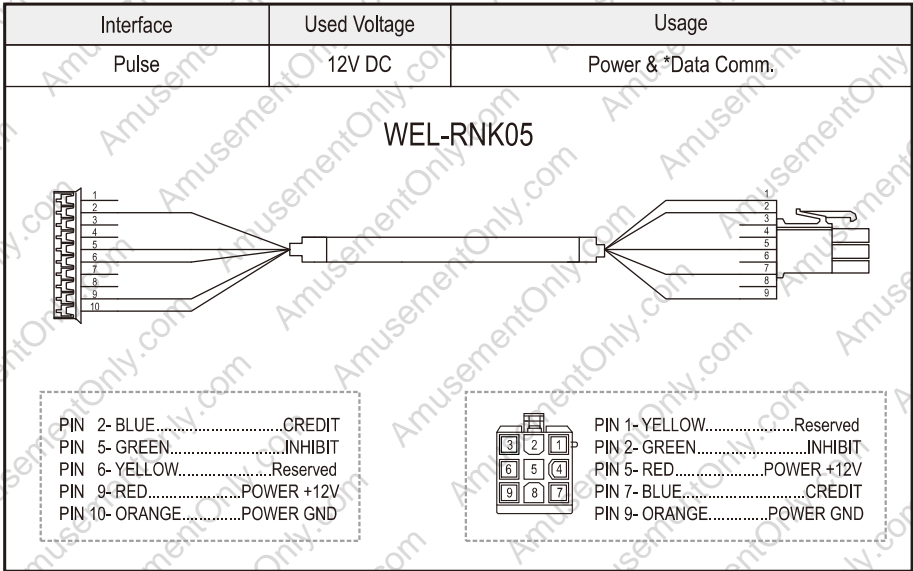 Interface Used Voltage Usage
Pulse 12V DC Power & *Data Comm.
WEL-RNK05
1
2
3
4
5
6
7
8
9
10
1
2
3
4
5
6
7
8
9
PIN 2- BLUE..........................CREDIT
PIN 5- GREEN.......................INHIBIT
PIN 6- YELLOW...................Reserved
PIN 9- RED...............POWER +12V
PIN 10- ORANGE............POWER GND
3 2 1
6 5 4
9 8 7
PIN 1- YELLOW..................Reserved
PIN 2- GREEN.......................INHIBIT
PIN 5- RED...............POWER +12V
PIN 7- BLUE..........................CREDIT
PIN 9- ORANGE............POWER GND
AmusementOnly.com